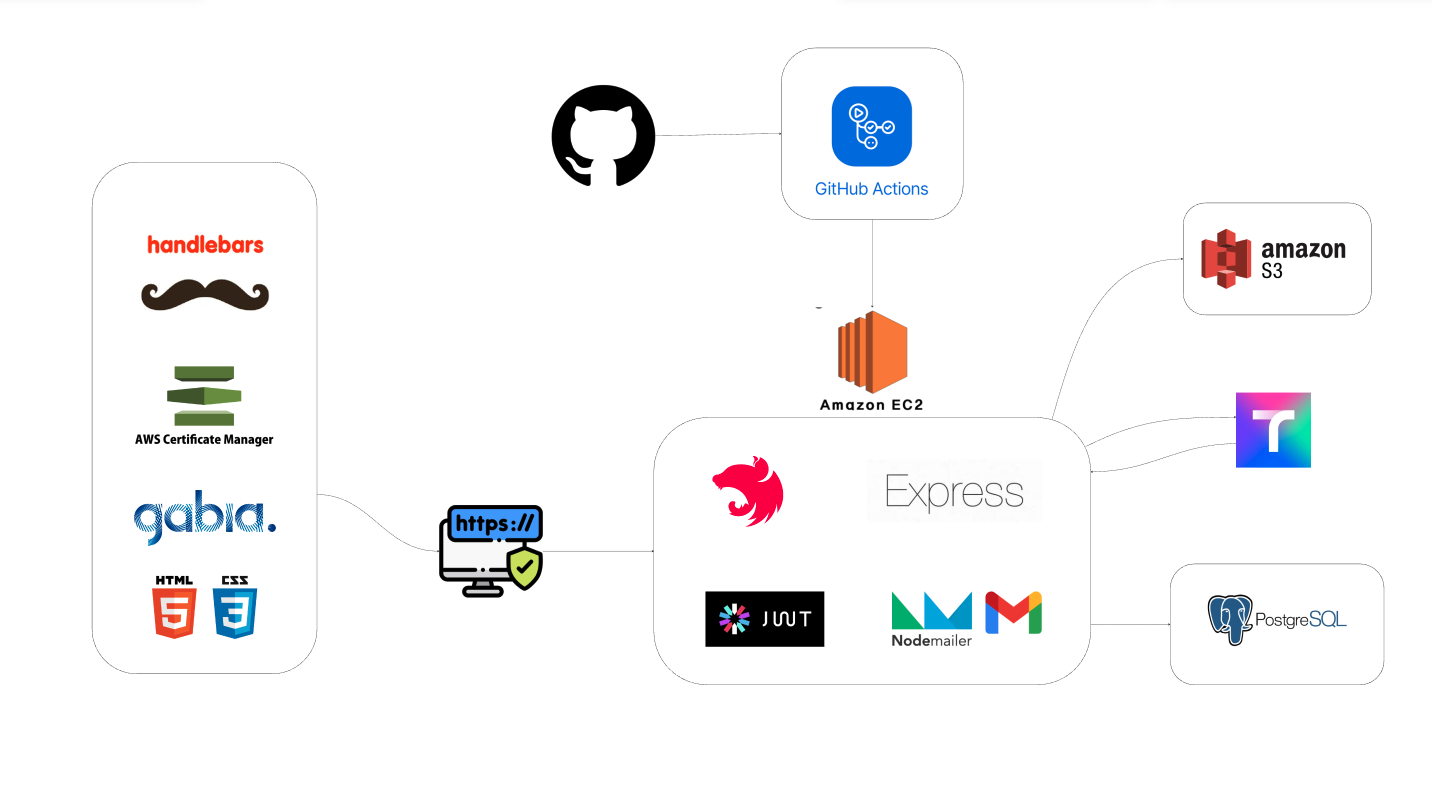 GitHub Actions
handlebars
amazon
S3
AWS Certificate Manager
Amazon EC2
gabia.
https://
Express
HTML
5
CSS
3
JWT
Nodemailer
PostgreSQL